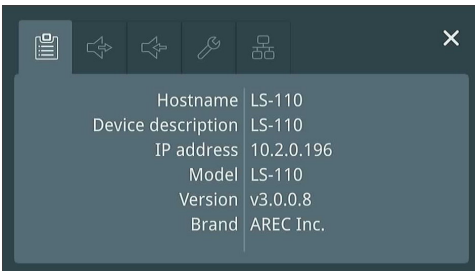 Hostname LS-110
Device description LS-110
IP address 10.2.0.196
Model LS-110
Version v3.0.0.8
Brand AREC Inc.